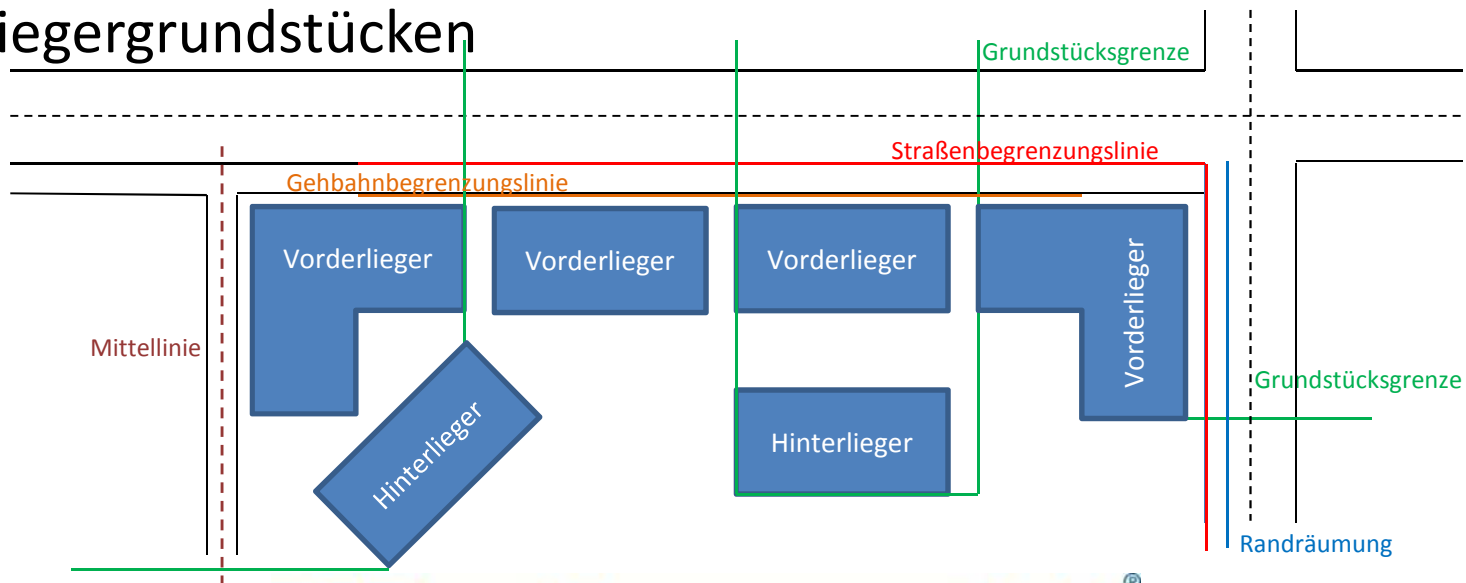 iegergrundstücken
Grundstücksgrenze
Straßenbegrenzungslinie
Gehbahnbegrenzungslinie
Vorderlieger
Vorderlieger
Vorderlieger
Vorderlieger
Mittellinie
Grundstücksgrenze
Hinterlieger
Hinterlieger
Randräumung
®